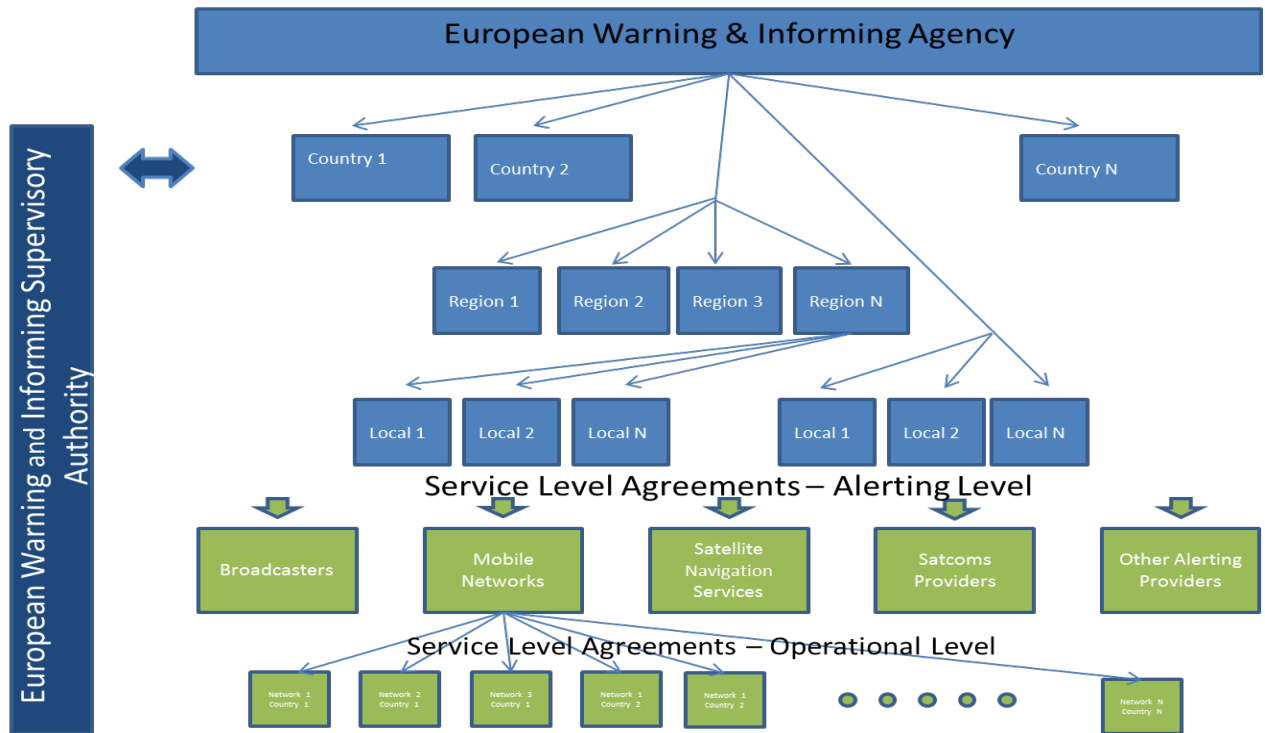 European Warning & Informing Agency
European Warning and Informing Supervisory
Authority
Country 1
Country 2
Country N
Region 1
Region 2
Region 3
Region N
Local 1
Local 2
Local N
Local 1
Local 2
Local N
Service Level Agreements – Alerting Level
Broadcasters
Mobile
Networks
Satellite
Navigation
Services
Satcoms
Providers
Other Alerting
Providers
Service Level Agreements – Operational Level
Network 1
Country 1
Network 2
Country 1
Network 3
Country 1
Network 1
Country 2
Network 1
Country 2
Network N
Country N